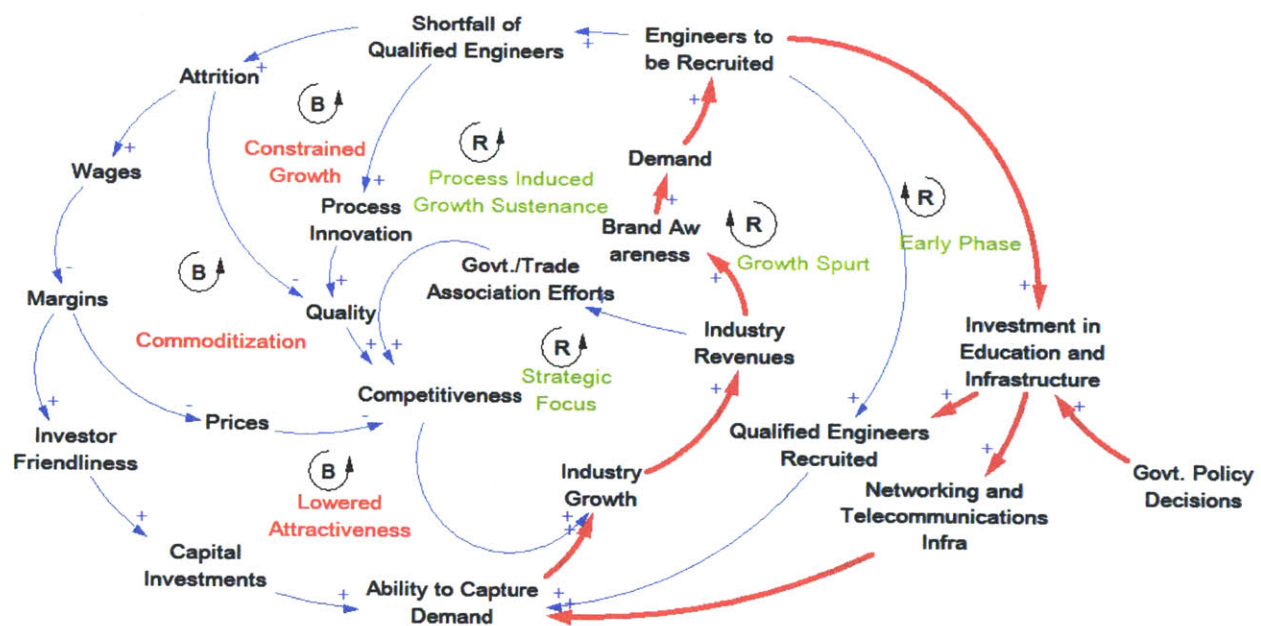 Shortfall of
Qualified Engineers
+
Engineers to
be Recruited
Attrition
+
B
Constrained
Growth
+
R
Process Induced
Growth Sustenance
+
Demand
+
Wages
+
Process
Innovation
+
Brand Aw
areness
R
Growth Spurt
+
R
Early Phase
B
Commoditization
-
Margins
-
+
Quality
Govt./Trade
Association Efforts
+
Industry
Revenues
+
Investment in
Education and
Infrastructure
+
+
Competitiveness
R
Strategic
Focus
+
+
Investor
Friendliness
-
Prices
-
B
Lowered
Attractiveness
Industry
Growth
+
+
Qualified Engineers
Recruited
+
+
+
Networking and
Telecommunications
Infra
Govt. Policy
Decisions
+
Capital
Investments
+
Ability to Capture
Demand
+
+